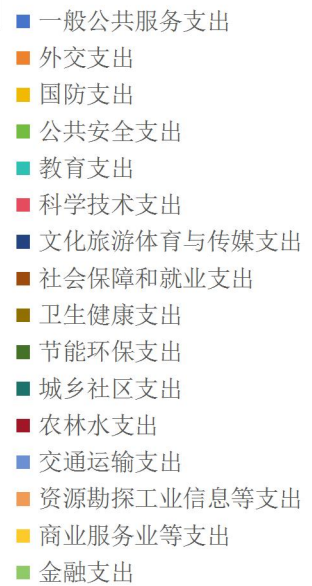 一般公共服务支出
外交支出
国防支出
公共安全支出
教育支出
科学技术支出
文化旅游体育与传媒支出
社会保障和就业支出
卫生健康支出
节能环保支出
城乡社区支出
农林水支出
交通运输支出
资源勘探工业信息等支出
商业服务业等支出
金融支出